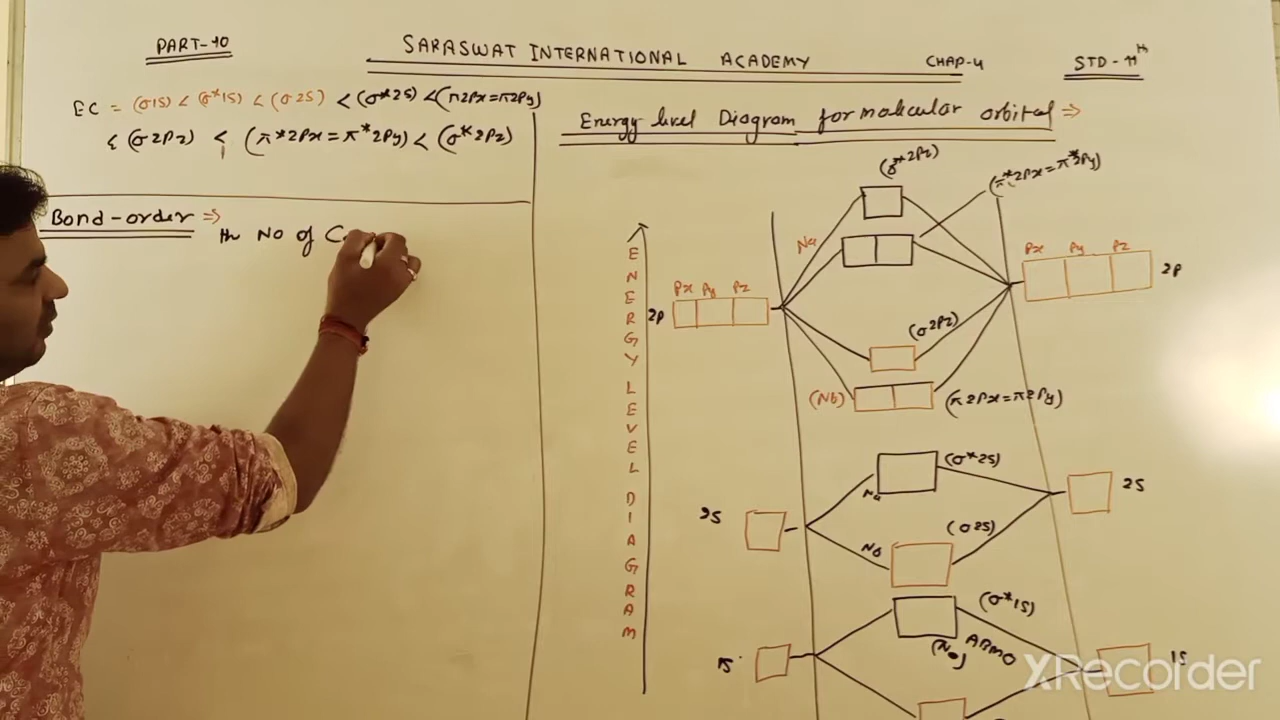 PART-10
SARASWAT INTERNATIONAL ACADEMY
CHAP-4
STD-11th
EC = (σ1S) < (σ*1S) < (σ2S) < (σ*2S) < (π2Px=π2Py)
< (σ2Pz) < (π*2Px=π*2Py) < (σ*2Pz)
Bond-order ⇒ the No of C
Energy level Diagram for molicular orbital ⇒
(σ*2Pz)
(π*2Px=π*2Py)
Na
Px Py Pz
2P
Px Py Pz
2P
(σ2Pz)
(Nb)
(π2Px=π2Py)
ENERGY LEVEL DIAGRAM
(σ*2S)
Na
2S
2S
(σ2S)
Nb
(σ*1S)
ABMO
1S
1S
XRecorder